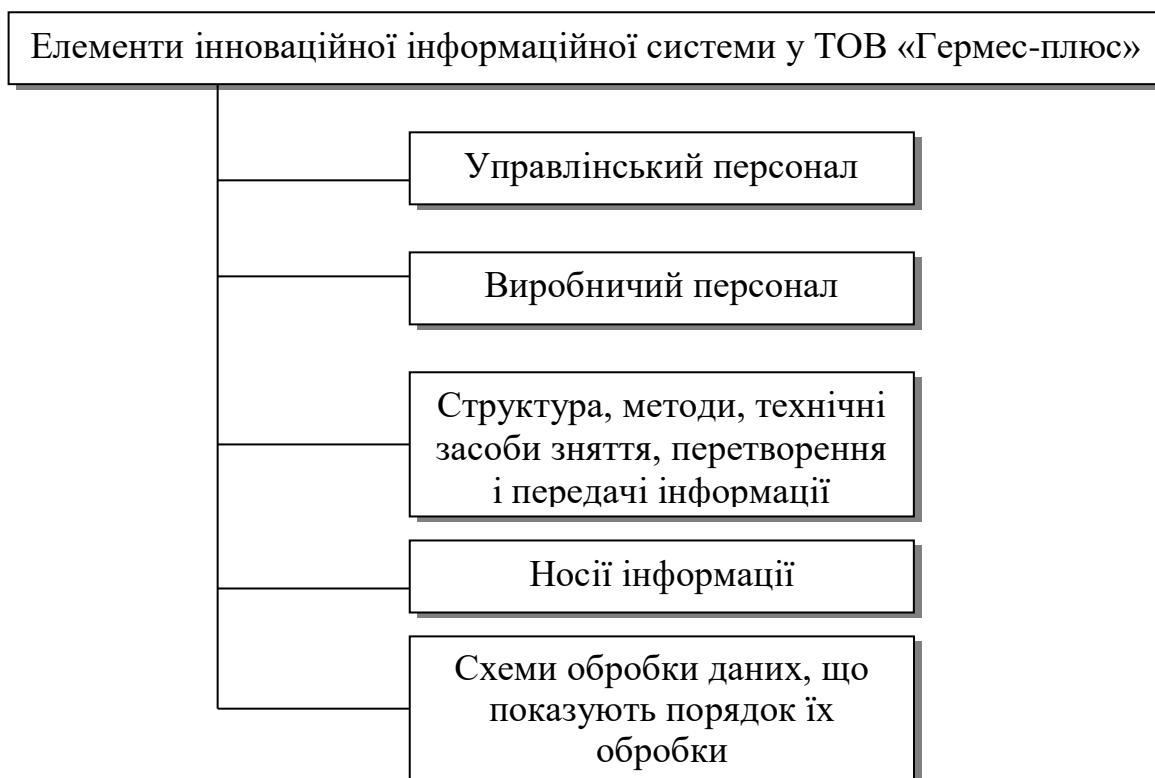 Елементи інноваційної інформаційної системи у ТОВ «Гермес-плюс»
Управлінський персонал
Виробничий персонал
Структура, методи, технічні
засоби зняття, перетворення
і передачі інформації
Носії інформації
Схеми обробки даних, що
показують порядок їх
обробки